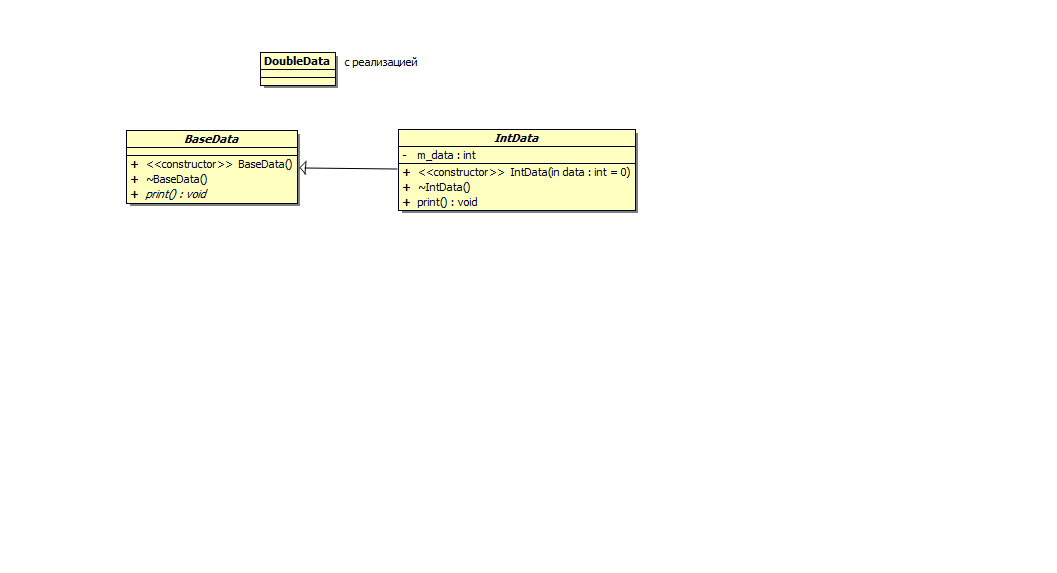 DoubleData с реализацией
BaseData
+ <<constructor>> BaseData()
+ ~BaseData()
+ print() : void
IntData
- m_data : int
+ <<constructor>> IntData(in data : int = 0)
+ ~IntData()
+ print() : void